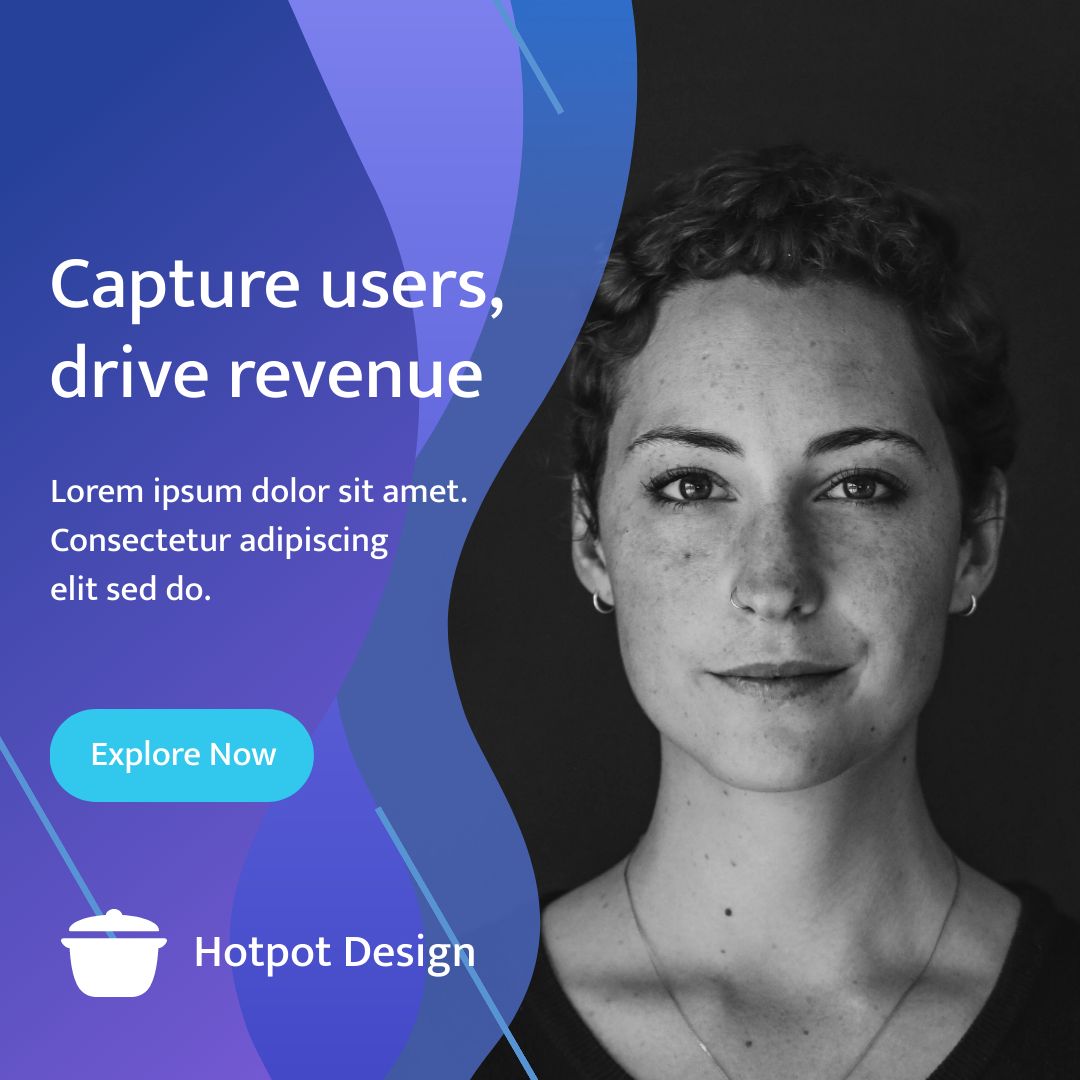 Capture users,
drive revenue
Lorem ipsum dolor sit amet.
Consectetur adipiscing
elit sed do.
Explore Now
Hotpot Design